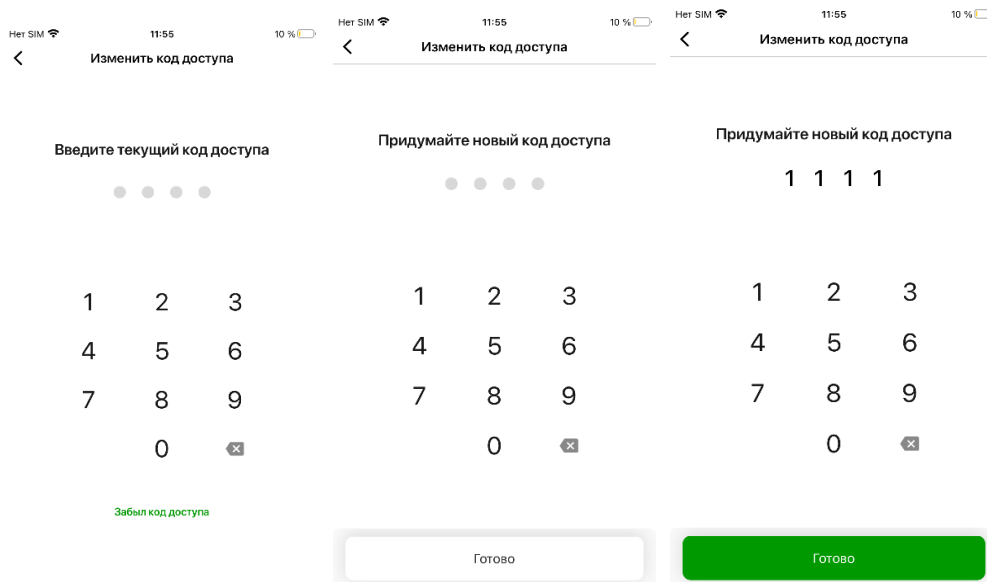 Нет SIM 11:55 10 %
Изменить код доступа
Введите текущий код доступа
1 2 3
4 5 6
7 8 9
0
Забыл код доступа
Нет SIM 11:55 10 %
Изменить код доступа
Придумайте новый код доступа
1 2 3
4 5 6
7 8 9
0
Готово
Нет SIM 11:55 10 %
Изменить код доступа
Придумайте новый код доступа
1 1 1 1
1 2 3
4 5 6
7 8 9
0
Готово